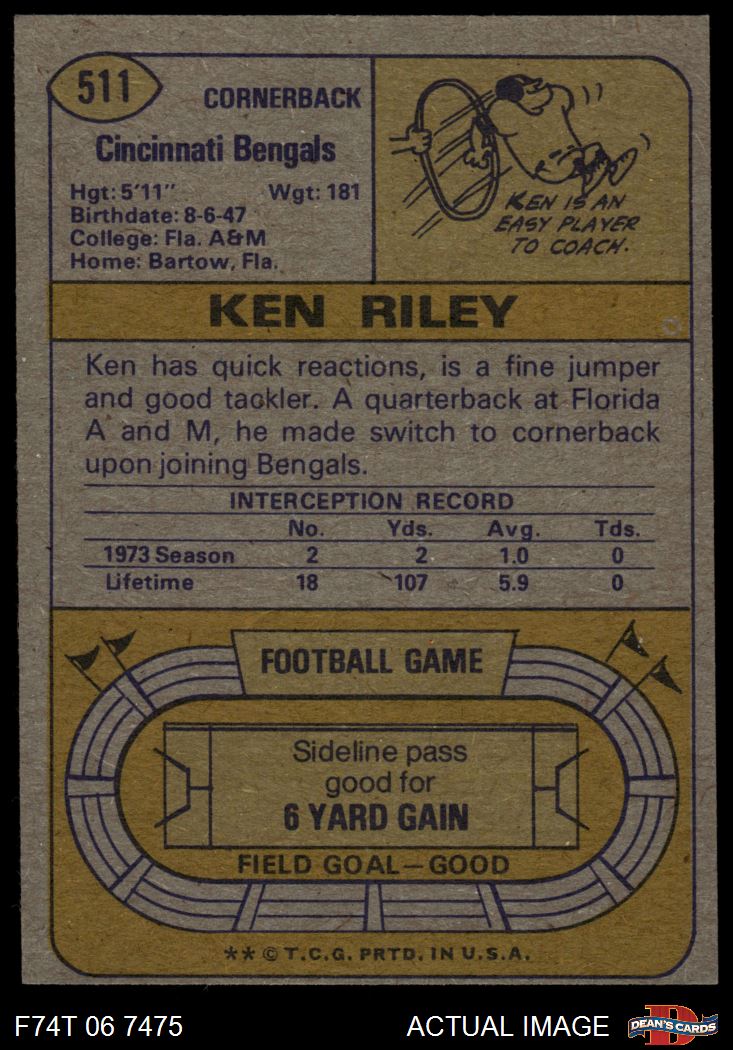 511
CORNERBACK
Cincinnati Bengals
Hgt: 5'11" Wgt: 181
Birthdate: 8-6-47
College: Fla. A&M
Home: Bartow, Fla.
KEN IS AN
EASY PLAYER
TO COACH.
KEN RILEY
Ken has quick reactions, is a fine jumper
and good tackler. A quarterback at Florida
A and M, he made switch to cornerback
upon joining Bengals.
INTERCEPTION RECORD
No. Yds. Avg. Tds.
1973 Season 2 2 1.0 0
Lifetime 18 107 5.9 0
FOOTBALL GAME
Sideline pass
good for
6 YARD GAIN
FIELD GOAL—GOOD
** © T.C.G. PRTD. IN U.S.A.
F74T 06 7475 ACTUAL IMAGE DEAN'S CARDS